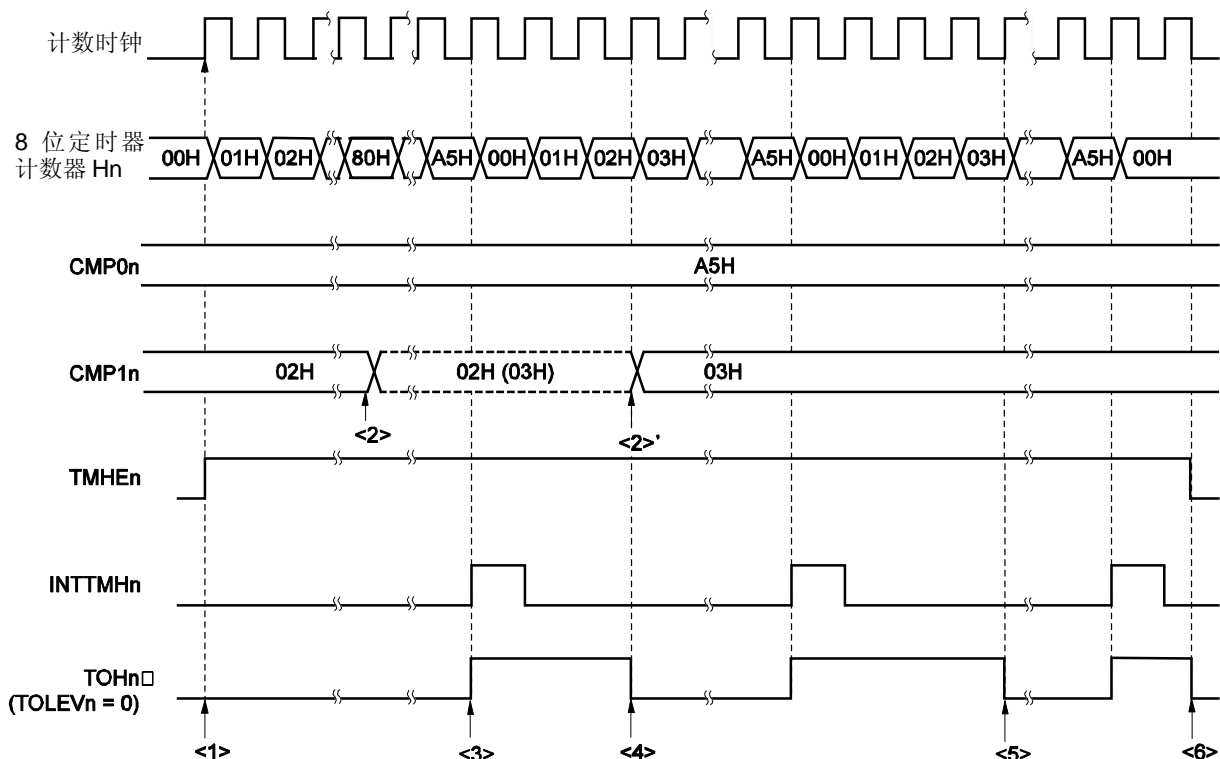 计数时钟
8 位定时器
计数器 Hn
00H 01H 02H 80H A5H 00H 01H 02H 03H A5H 00H 01H 02H 03H A5H 00H
CMP0n
A5H
CMP1n
02H 02H (03H) 03H
<2> <2>'
TMHEn
INTTMHn
TOHn□
(TOLEVn = 0)
<1> <3> <4> <5> <6>